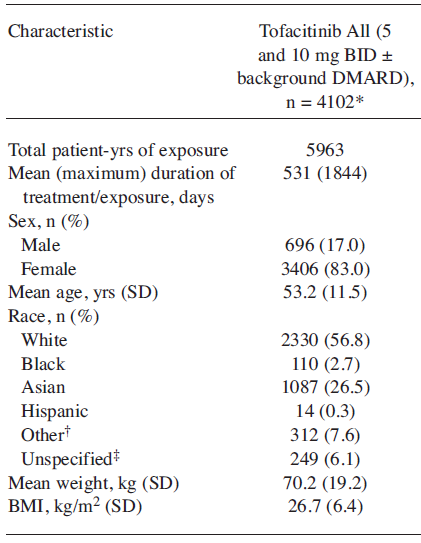 Characteristic Tofacitinib All (5
and 10 mg BID ±
background DMARD),
n = 4102*
Total patient-yrs of exposure 5963
Mean (maximum) duration of 531 (1844)
treatment/exposure, days
Sex, n (%)
Male 696 (17.0)
Female 3406 (83.0)
Mean age, yrs (SD) 53.2 (11.5)
Race, n (%)
White 2330 (56.8)
Black 110 (2.7)
Asian 1087 (26.5)
Hispanic 14 (0.3)
Other† 312 (7.6)
Unspecified‡ 249 (6.1)
Mean weight, kg (SD) 70.2 (19.2)
BMI, kg/m² (SD) 26.7 (6.4)